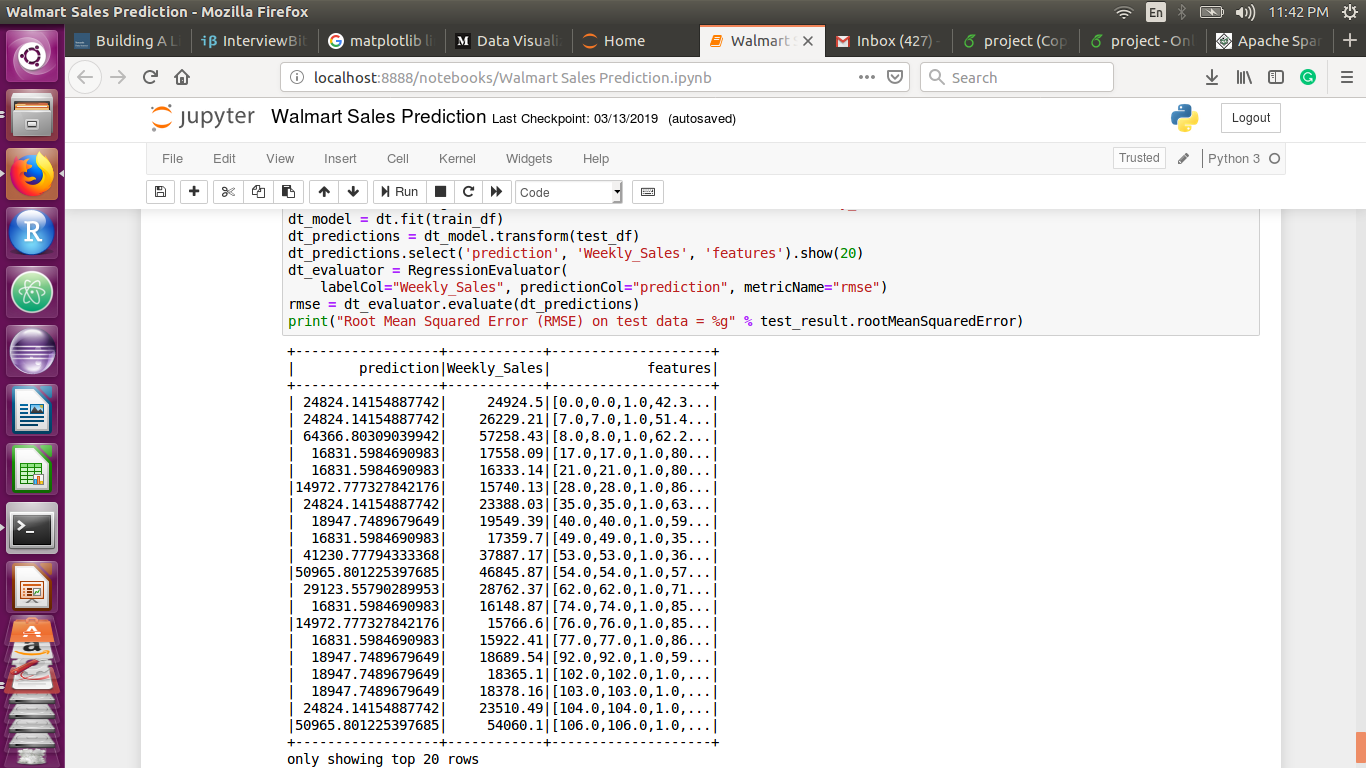 Walmart Sales Prediction - Mozilla Firefox
En
11:42 PM
Building A L
InterviewBit
matplotlib li
Data Visuali
Home
Walmart S
Inbox (427) -
project (Cop
project - Onl
Apache Spar
localhost:8888/notebooks/Walmart Sales Prediction.ipynb
Search
jupyter Walmart Sales Prediction Last Checkpoint: 03/13/2019 (autosaved)
Logout
File Edit View Insert Cell Kernel Widgets Help
Trusted
Python 3
Run
Code
dt_model = dt.fit(train_df)
dt_predictions = dt_model.transform(test_df)
dt_predictions.select('prediction', 'Weekly_Sales', 'features').show(20)
dt_evaluator = RegressionEvaluator(
    labelCol="Weekly_Sales", predictionCol="prediction", metricName="rmse")
rmse = dt_evaluator.evaluate(dt_predictions)
print("Root Mean Squared Error (RMSE) on test data = %g" % test_result.rootMeanSquaredError)
+------------------+------------+--------------------+
|        prediction|Weekly_Sales|            features|
+------------------+------------+--------------------+
| 24824.14154887742|     24924.5|[0.0,0.0,1.0,42.3...|
| 24824.14154887742|    26229.21|[7.0,7.0,1.0,51.4...|
| 64366.80309039942|    57258.43|[8.0,8.0,1.0,62.2...|
|  16831.5984690983|    17558.09|[17.0,17.0,1.0,80...|
|  16831.5984690983|    16333.14|[21.0,21.0,1.0,80...|
|14972.777327842176|    15740.13|[28.0,28.0,1.0,86...|
| 24824.14154887742|    23388.03|[35.0,35.0,1.0,63...|
|  18947.7489679649|    19549.39|[40.0,40.0,1.0,59...|
|  16831.5984690983|     17359.7|[49.0,49.0,1.0,35...|
| 41230.77794333368|    37887.17|[53.0,53.0,1.0,36...|
|50965.801225397685|    46845.87|[54.0,54.0,1.0,57...|
| 29123.55790289953|    28762.37|[62.0,62.0,1.0,71...|
|  16831.5984690983|    16148.87|[74.0,74.0,1.0,85...|
|14972.777327842176|     15766.6|[76.0,76.0,1.0,85...|
|  16831.5984690983|    15922.41|[77.0,77.0,1.0,86...|
|  18947.7489679649|    18689.54|[92.0,92.0,1.0,59...|
|  18947.7489679649|     18365.1|[102.0,102.0,1.0,...|
|  18947.7489679649|    18378.16|[103.0,103.0,1.0,...|
| 24824.14154887742|    23510.49|[104.0,104.0,1.0,...|
|50965.801225397685|     54060.1|[106.0,106.0,1.0,...|
+------------------+------------+--------------------+
only showing top 20 rows